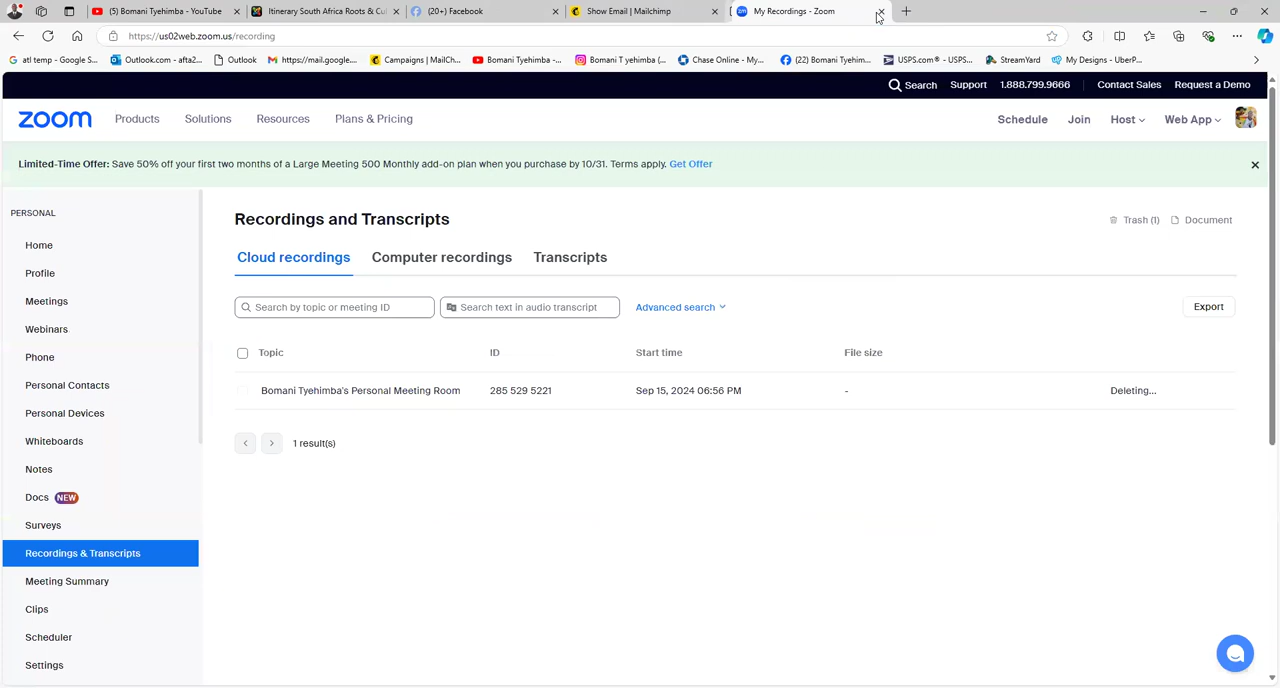 (5) Bomani Tyehimba - YouTube
Itinerary South Africa Roots & Cul
(20+) Facebook
Show Email | Mailchimp
My Recordings - Zoom
https://us02web.zoom.us/recording
atl temp - Google S...
Outlook.com - afta2...
Outlook
https://mail.google....
Campaigns | MailCh...
Bomani Tyehimba -...
Bomani T yehimba (...
Chase Online - My...
(22) Bomani Tyehim...
USPS.com® - USPS...
StreamYard
My Designs - UberP...
Search
Support
1.888.799.9666
Contact Sales
Request a Demo
zoom
Products
Solutions
Resources
Plans & Pricing
Schedule
Join
Host
Web App
Limited-Time Offer: Save 50% off your first two months of a Large Meeting 500 Monthly add-on plan when you purchase by 10/31. Terms apply. Get Offer
PERSONAL
Home
Profile
Meetings
Webinars
Phone
Personal Contacts
Personal Devices
Whiteboards
Notes
Docs NEW
Surveys
Recordings & Transcripts
Meeting Summary
Clips
Scheduler
Settings
Recordings and Transcripts
Trash (1)
Document
Cloud recordings
Computer recordings
Transcripts
Search by topic or meeting ID
Search text in audio transcript
Advanced search
Export
Topic
ID
Start time
File size
Bomani Tyehimba's Personal Meeting Room
285 529 5221
Sep 15, 2024 06:56 PM
-
Deleting...
1 result(s)